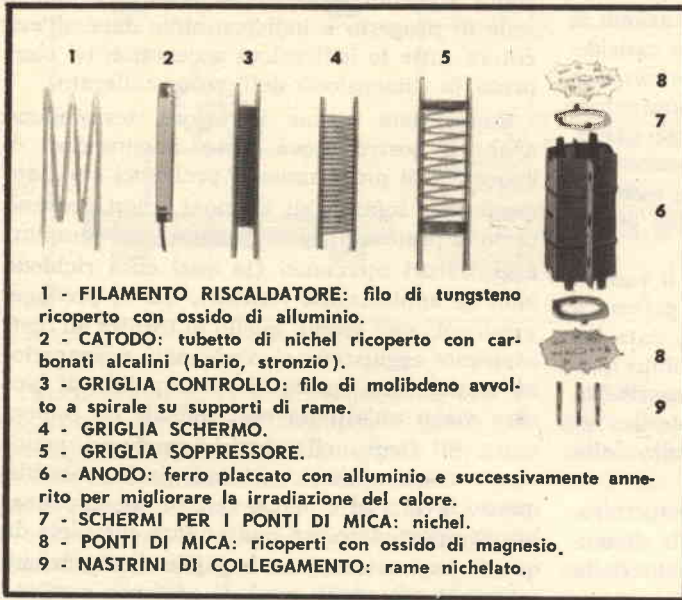 1 2 3 4 5
8
7
6
8
9
1 - FILAMENTO RISCALDATORE: filo di tungsteno
ricoperto con ossido di alluminio.
2 - CATODO: tubetto di nichel ricoperto con car-
bonati alcalini (bario, stronzio).
3 - GRIGLIA CONTROLLO: filo di molibdeno avvol-
to a spirale su supporti di rame.
4 - GRIGLIA SCHERMO.
5 - GRIGLIA SOPPRESSORE.
6 - ANODO: ferro placcato con alluminio e successivamente anne-
rito per migliorare la irradiazione del calore.
7 - SCHERMI PER I PONTI DI MICA: nichel.
8 - PONTI DI MICA: ricoperti con ossido di magnesio.
9 - NASTRINI DI COLLEGAMENTO: rame nichelato.